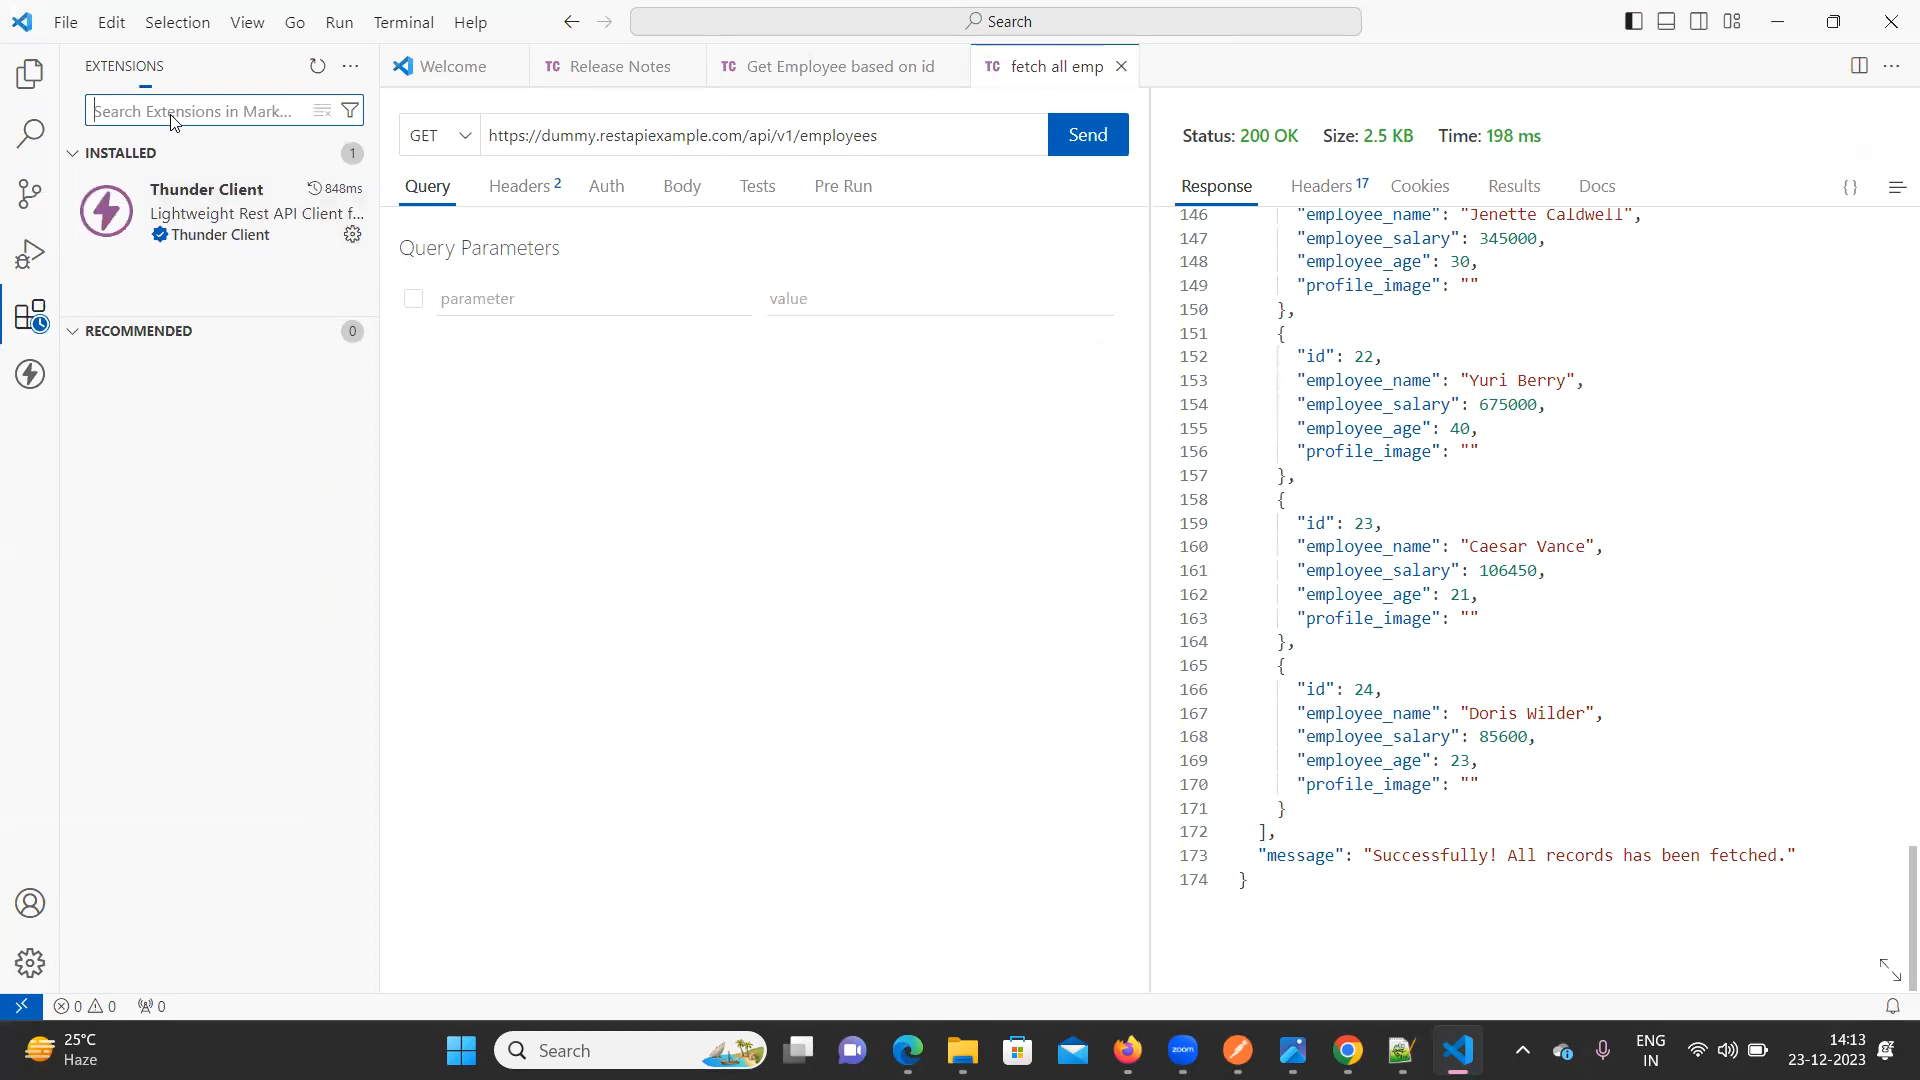 File Edit Selection View Go Run Terminal Help
Search
EXTENSIONS
Search Extensions in Mark...
INSTALLED 1
Thunder Client 848ms
Lightweight Rest API Client f...
Thunder Client
RECOMMENDED 0
Welcome
TC Release Notes
TC Get Employee based on id
TC fetch all emp
GET https://dummy.restapiexample.com/api/v1/employees Send
Query Headers 2 Auth Body Tests Pre Run
Query Parameters
parameter value
Status: 200 OK Size: 2.5 KB Time: 198 ms
Response Headers 17 Cookies Results Docs {}
146 "employee_name": "Jenette Caldwell",
147 "employee_salary": 345000,
148 "employee_age": 30,
149 "profile_image": ""
150 },
151 {
152 "id": 22,
153 "employee_name": "Yuri Berry",
154 "employee_salary": 675000,
155 "employee_age": 40,
156 "profile_image": ""
157 },
158 {
159 "id": 23,
160 "employee_name": "Caesar Vance",
161 "employee_salary": 106450,
162 "employee_age": 21,
163 "profile_image": ""
164 },
165 {
166 "id": 24,
167 "employee_name": "Doris Wilder",
168 "employee_salary": 85600,
169 "employee_age": 23,
170 "profile_image": ""
171 }
172 ],
173 "message": "Successfully! All records has been fetched."
174 }
0 0 0
25°C
Haze
Search
zoom
ENG
IN
14:13
23-12-2023